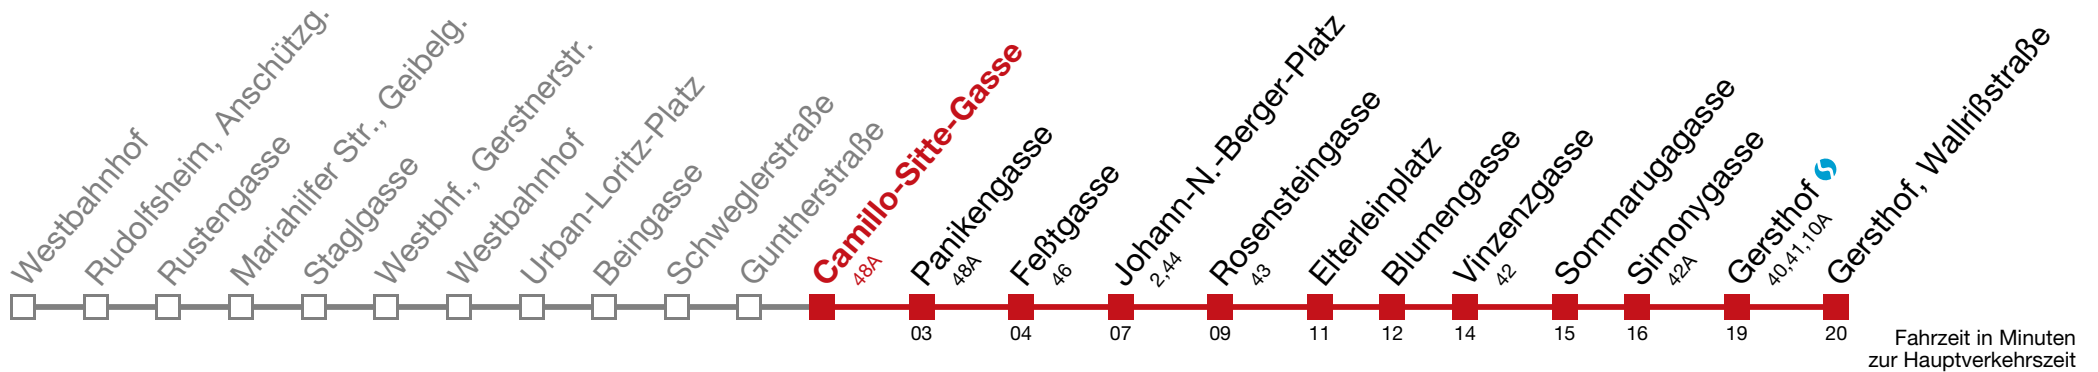 Westbahnhof
Rudolfsheim, Anschützg.
Rustengasse
Mariahilfer Str., Geibelg.
Staglgasse
Westbhf., Gerstnerstr.
Westbahnhof
Urban-Loritz-Platz
Beingasse
Schweglerstraße
Guntherstraße
Camillo-Sitte-Gasse
48A
Panikengasse
48A
03
Feßtgasse
46
04
Johann-N.-Berger-Platz
2,44
07
Rosensteingasse
43
09
Elterleinplatz
11
Blumengasse
12
Vinzenzgasse
42
14
Sommarugagasse
15
Simonygasse
42A
16
Gersthof
40,41,10A
19
Gersthof, Wallrißstraße
20
Fahrzeit in Minuten
zur Hauptverkehrszeit